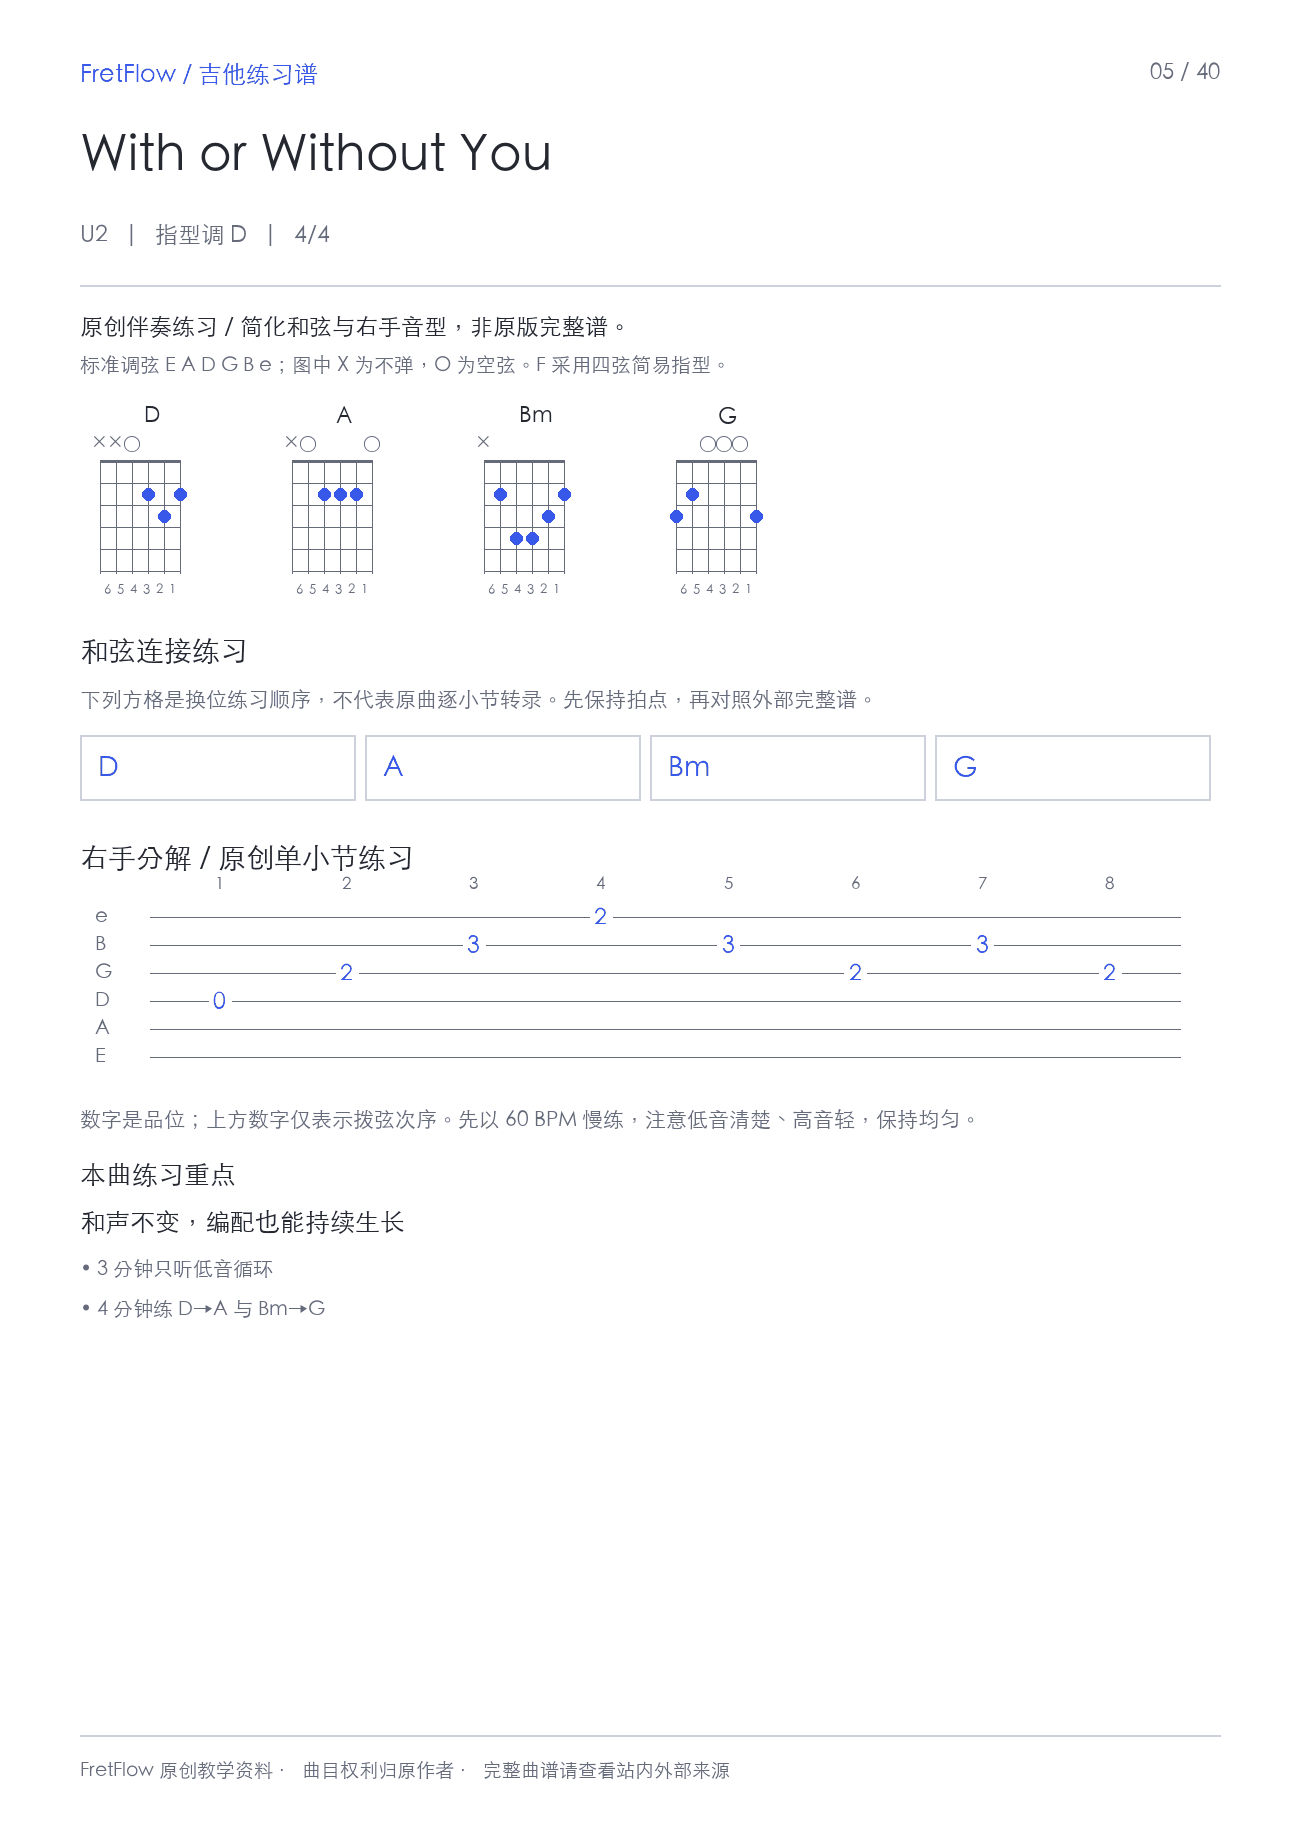 FretFlow / 吉他练习谱
05 / 40
With or Without You
U2 | 指型调 D | 4/4
原创伴奏练习 / 简化和弦与右手音型，非原版完整谱。
标准调弦 E A D G B e；图中 X 为不弹，O 为空弦。F 采用四弦简易指型。
D A Bm G
××○ ×○ ○ × ○○○
6 5 4 3 2 1 6 5 4 3 2 1 6 5 4 3 2 1 6 5 4 3 2 1
和弦连接练习
下列方格是换位练习顺序，不代表原曲逐小节转录。先保持拍点，再对照外部完整谱。
D A Bm G
右手分解 / 原创单小节练习
1 2 3 4 5 6 7 8
e 2
B 3 3 3
G 2 2 2
D 0
A
E
数字是品位；上方数字仅表示拨弦次序。先以 60 BPM 慢练，注意低音清楚、高音轻，保持均匀。
本曲练习重点
和声不变，编配也能持续生长
• 3 分钟只听低音循环
• 4 分钟练 D→A 与 Bm→G
FretFlow 原创教学资料 · 曲目权利归原作者 · 完整曲谱请查看站内外部来源